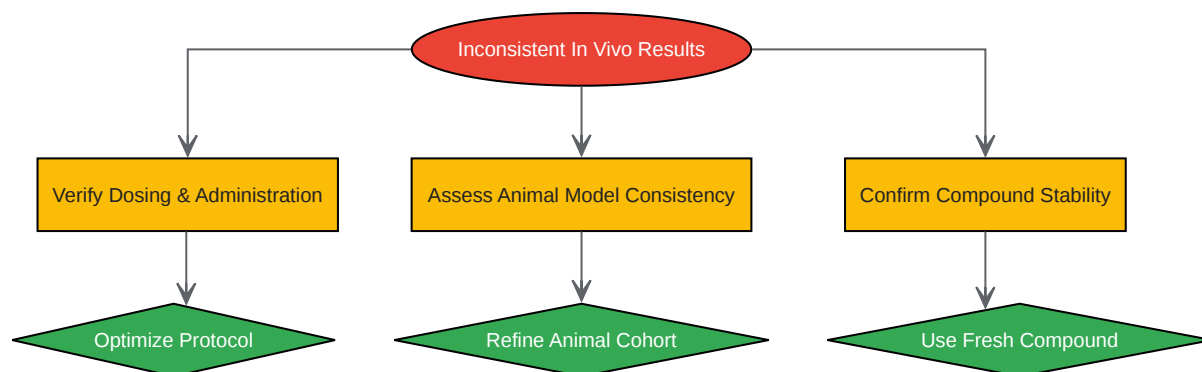 Inconsistent In Vivo Results
Verify Dosing & Administration
Assess Animal Model Consistency
Confirm Compound Stability
Optimize Protocol
Refine Animal Cohort
Use Fresh Compound